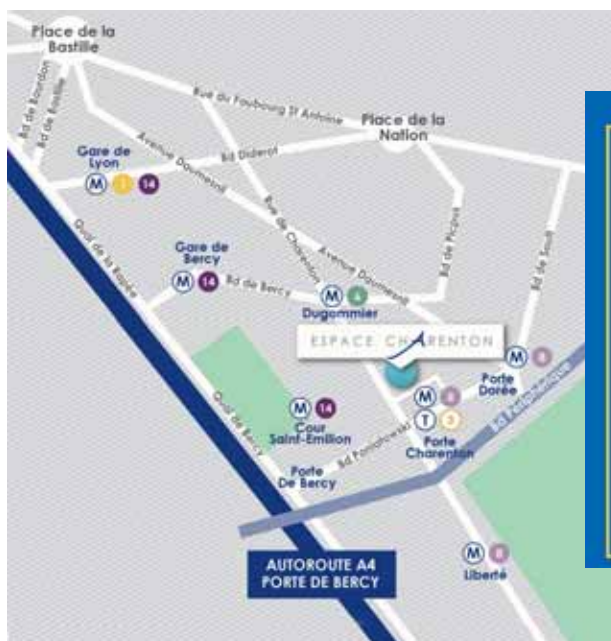 Place de la
Bastille
Bd de Bourdon
Bd de Bastille
Rue du Faubourg St Antoine
Place de la
Nation
Gare de
Lyon
M 1 14
Avenue Daumesnil
Bd Diderot
Quai de la Rapée
Gare de
Bercy
M 14
Bd de Bercy
Rue de Charenton
Avenue Daumesnil
Bd de Picpus
Bd de Soult
M 6
Dugommier
ESPACE CHARENTON
M 8
Porte
Dorée
Bd Périphérique
M 8
T 3
Porte
Charenton
M 14
Cour
Saint-Emilion
Quai de Bercy
Porte
De Bercy
Bd Poniatowski
AUTOROUTE A4
PORTE DE BERCY
M 8
Liberté